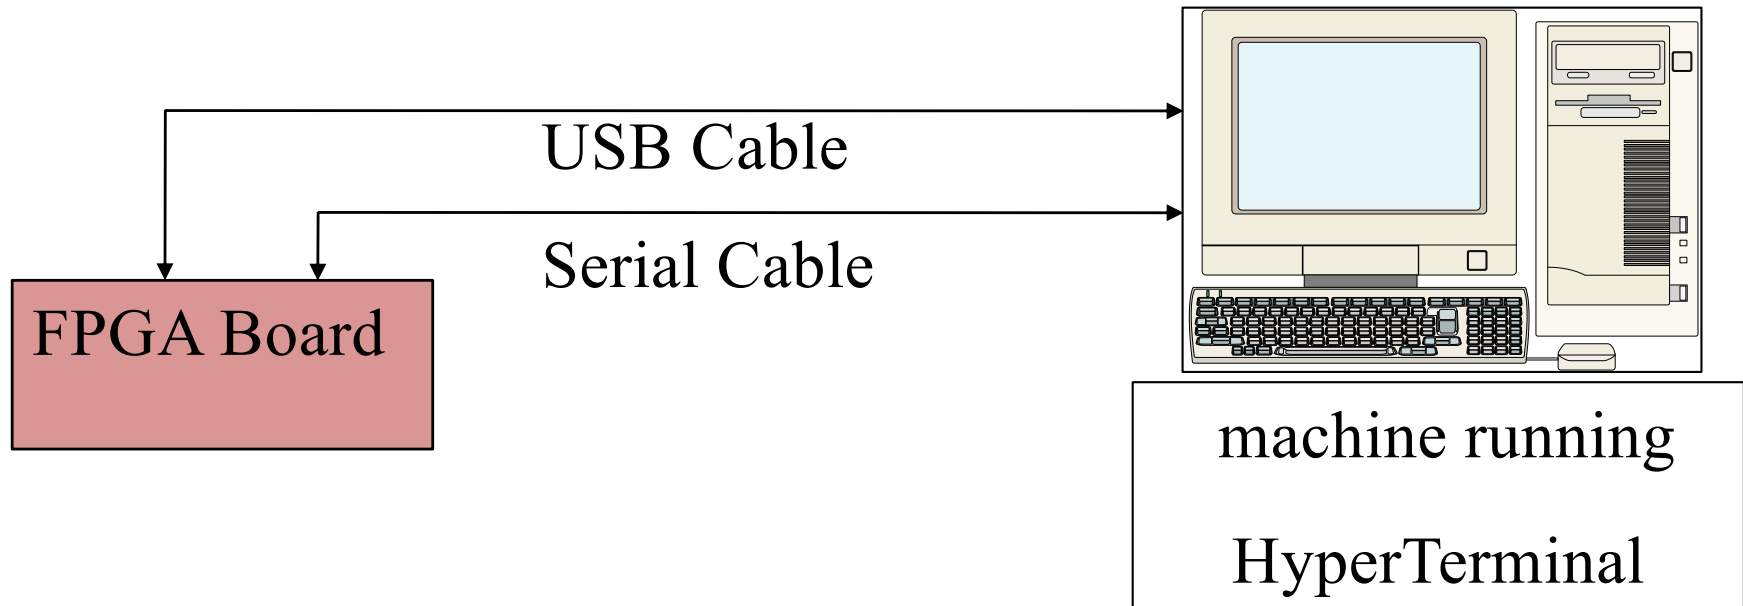 USB Cable
Serial Cable
FPGA Board
machine running
HyperTerminal